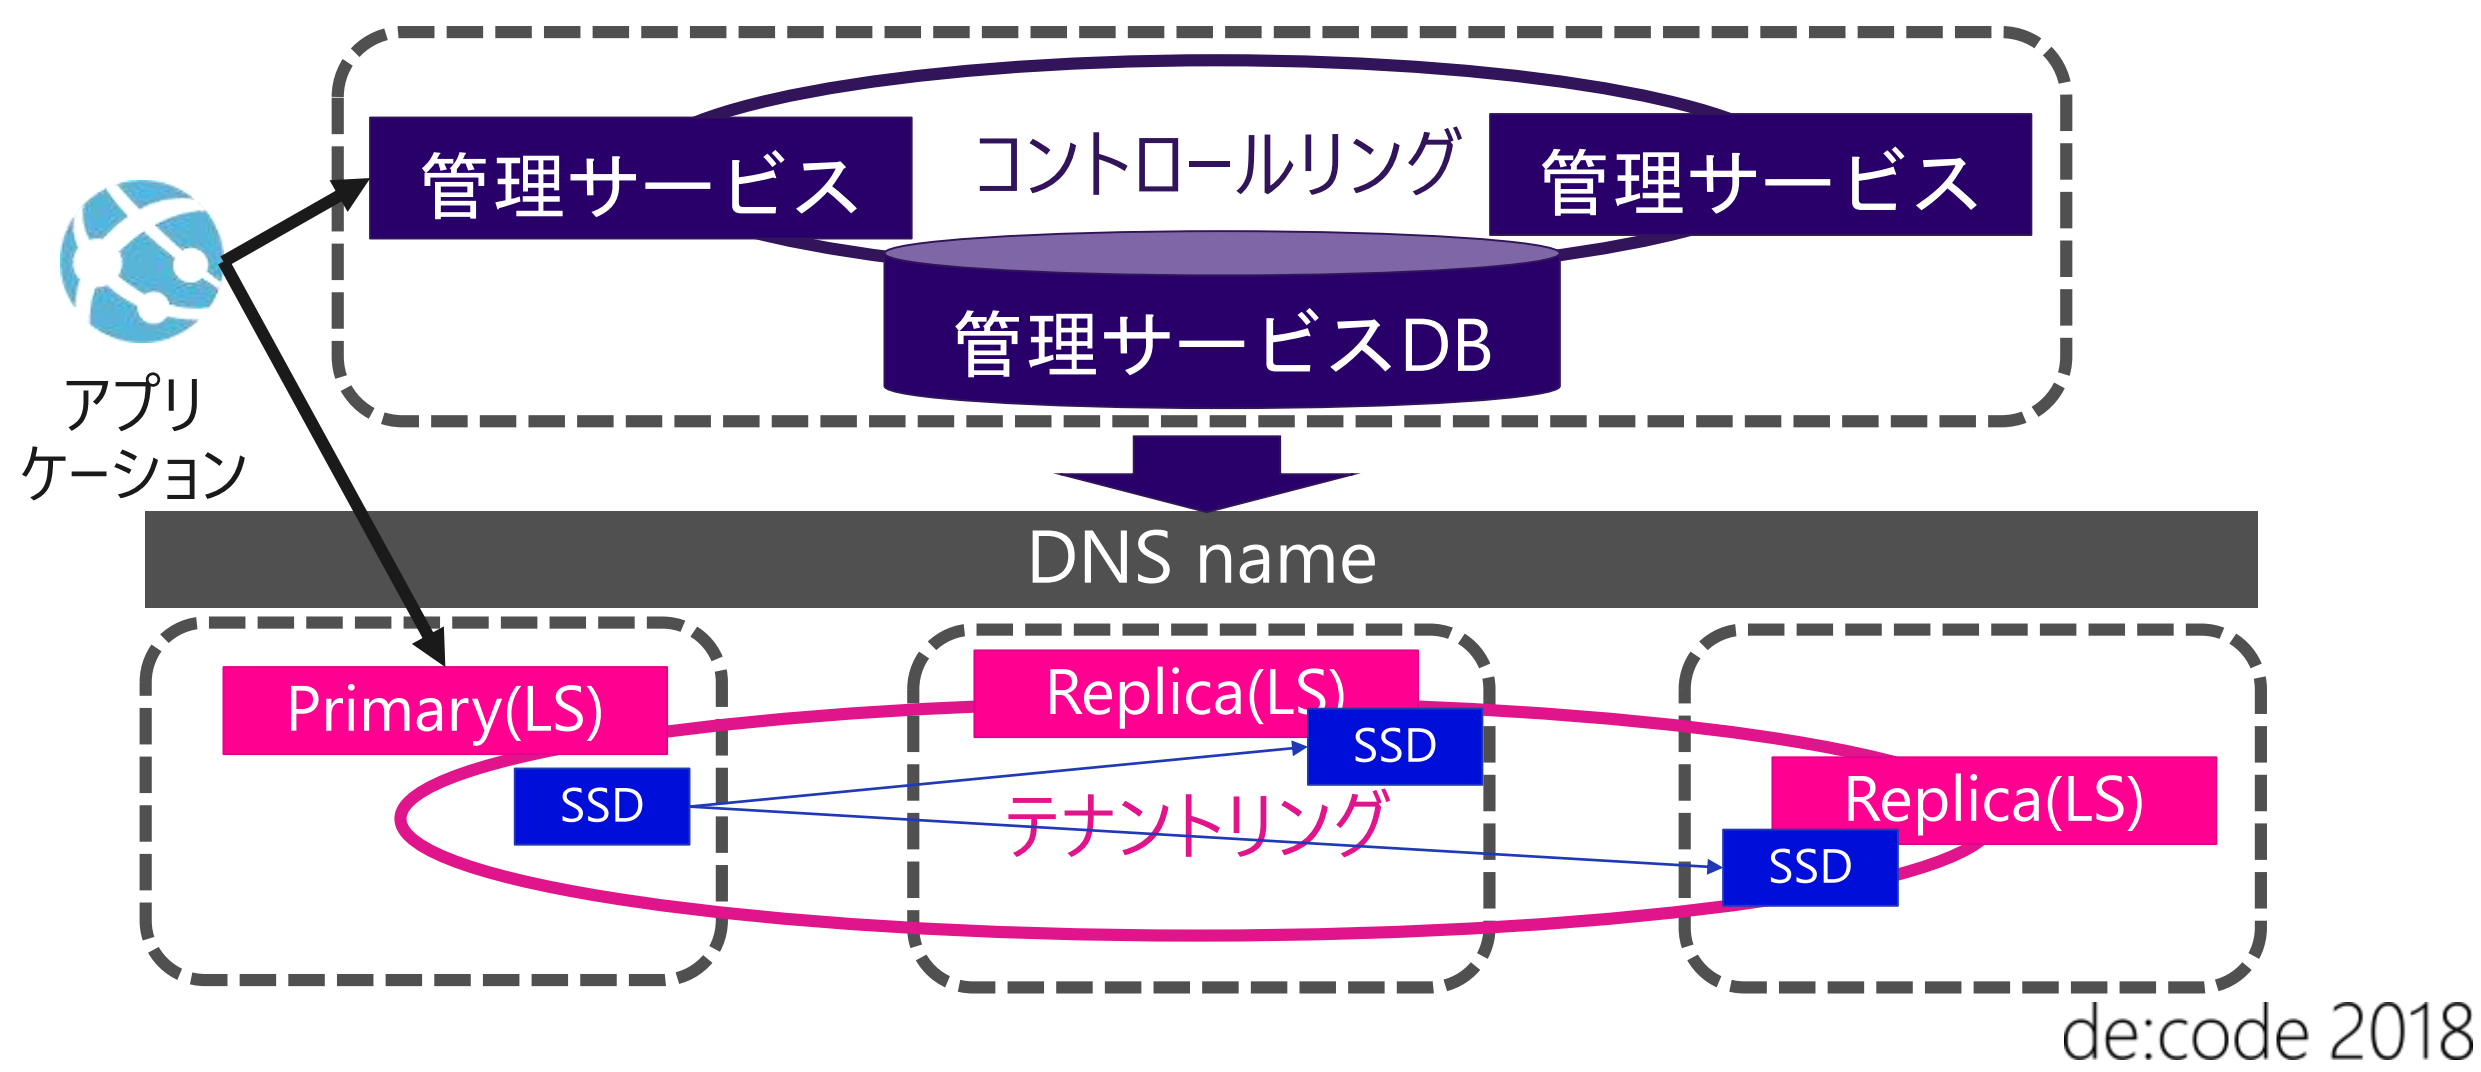 コントロールリング
管理サービス
管理サービス
管理サービスDB
アプリ
ケーション
DNS name
Primary(LS)
SSD
Replica(LS)
SSD
テナントリング
Replica(LS)
SSD
de:code 2018